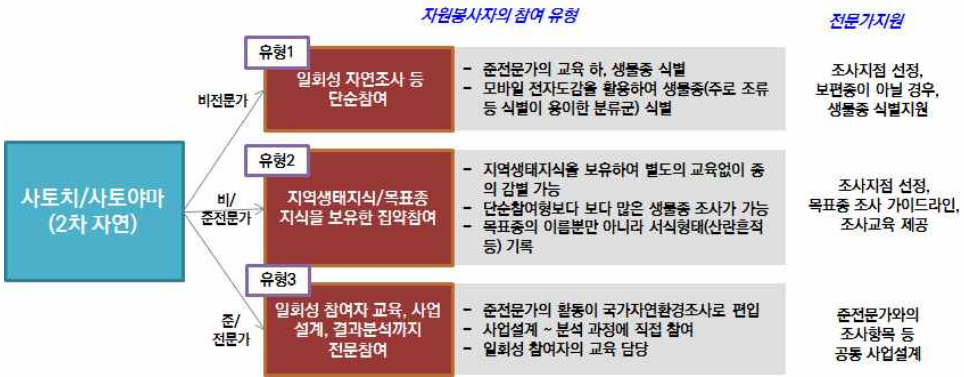 자원봉사자의 참여 유형
전문가지원
유형1
일회성 자연조사 등
단순참여
- 준전문가의 교육 하, 생물종 식별
- 모바일 전자도감을 활용하여 생물종(주로 조류
등 식별이 용이한 분류군) 식별
조사지점 선정,
보편종이 아닐 경우,
생물종 식별지원
비전문가
사토치/사토야마
(2차 자연)
비/
준전문가
유형2
지역생태지식/목표종
지식을 보유한 집약참여
- 지역생태지식을 보유하여 별도의 교육없이 종
의 감별 가능
- 단순참여형보다 보다 많은 생물종 조사가 가능
- 목표종의 이름뿐만 아니라 서식형태(산란흔적
등) 기록
조사지점 선정,
목표종 조사 가이드라인,
조사교육 제공
준/
전문가
유형3
일회성 참여자 교육, 사업
설계, 결과분석까지
전문참여
- 준전문가의 활동이 국가자연환경조사로 편입
- 사업설계 ~ 분석 과정에 직접 참여
- 일회성 참여자의 교육 담당
준전문가와의
조사항목 등
공동 사업설계